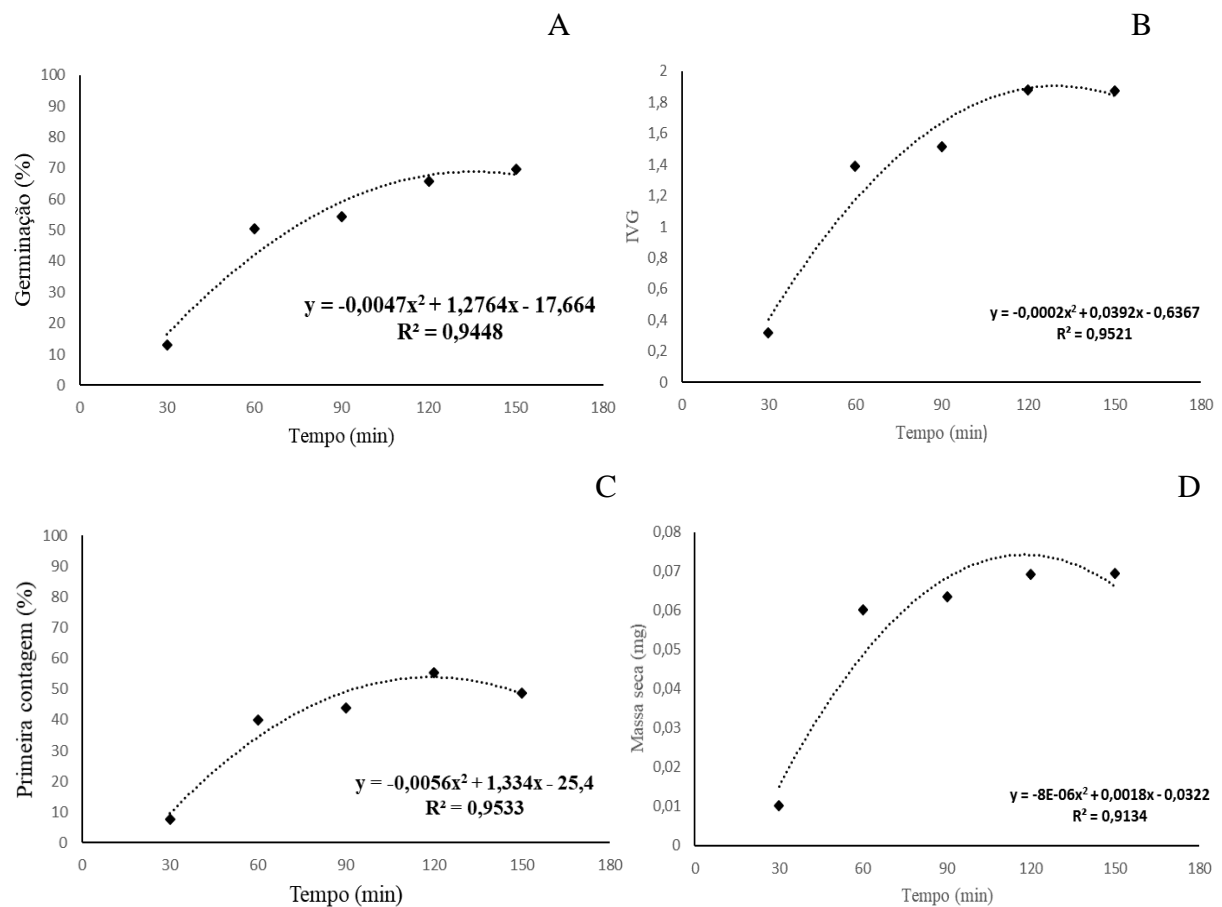 A
Germinação (%)
100
90
80
70
60
50
40
30
20
10
0
y = -0,0047x² + 1,2764x - 17,664
R² = 0,9448
0 30 60 90 120 150 180
Tempo (min)
B
IVG
2
1,8
1,6
1,4
1,2
1
0,8
0,6
0,4
0,2
0
y = -0,0002x² + 0,0392x - 0,6367
R² = 0,9521
0 30 60 90 120 150 180
Tempo (min)
C
Primeira contagem (%)
100
90
80
70
60
50
40
30
20
10
0
y = -0,0056x² + 1,334x - 25,4
R² = 0,9533
0 30 60 90 120 150 180
Tempo (min)
D
Massa seca (mg)
0,08
0,07
0,06
0,05
0,04
0,03
0,02
0,01
0
y = -8E-06x² + 0,0018x - 0,0322
R² = 0,9134
0 30 60 90 120 150 180
Tempo (min)